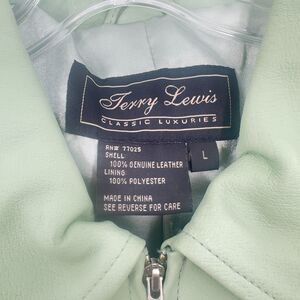 Terry Lewis
CLASSIC LUXURIES
RN# 77025
SHELL
100% GENUINE LEATHER
LINING
100% POLYESTER
MADE IN CHINA
SEE REVERSE FOR CARE
L